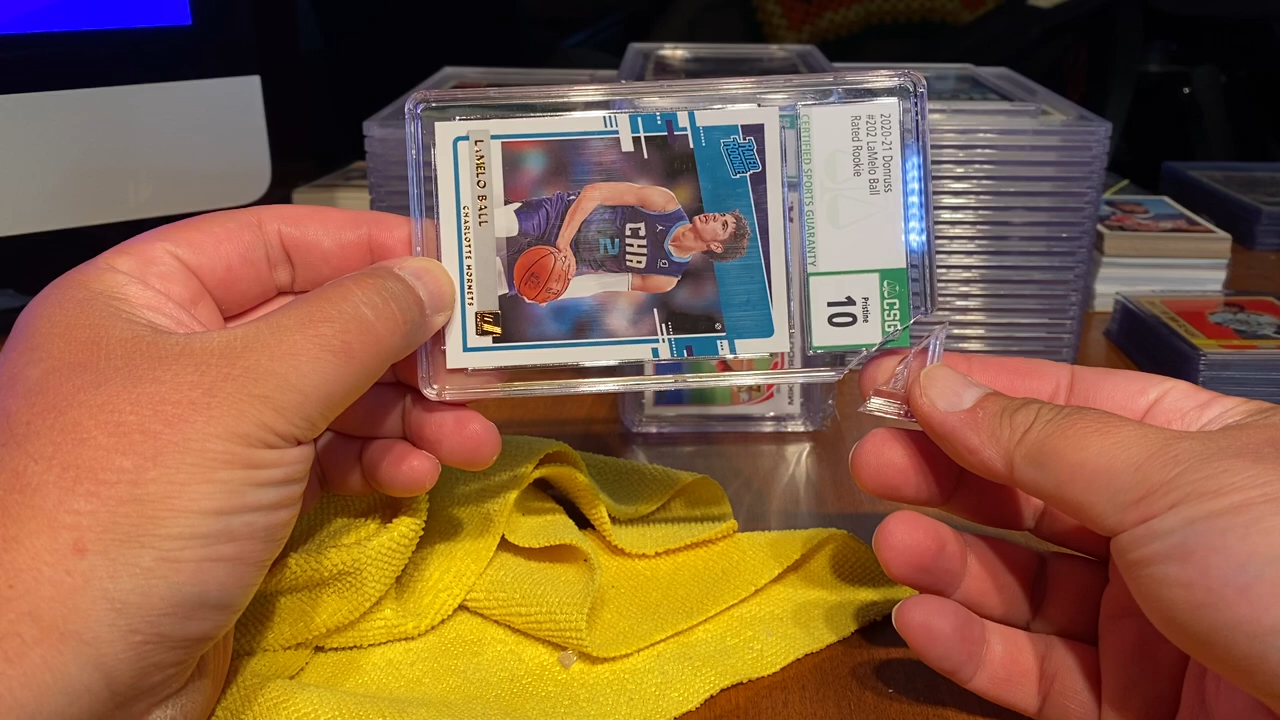 2020-21 Donruss
#202 LaMelo Ball
Rated Rookie
CERTIFIED SPORTS GUARANTY
CSG
Pristine
10
RATED
ROOKIE
CHA
2
LAMELO BALL
CHARLOTTE HORNETS